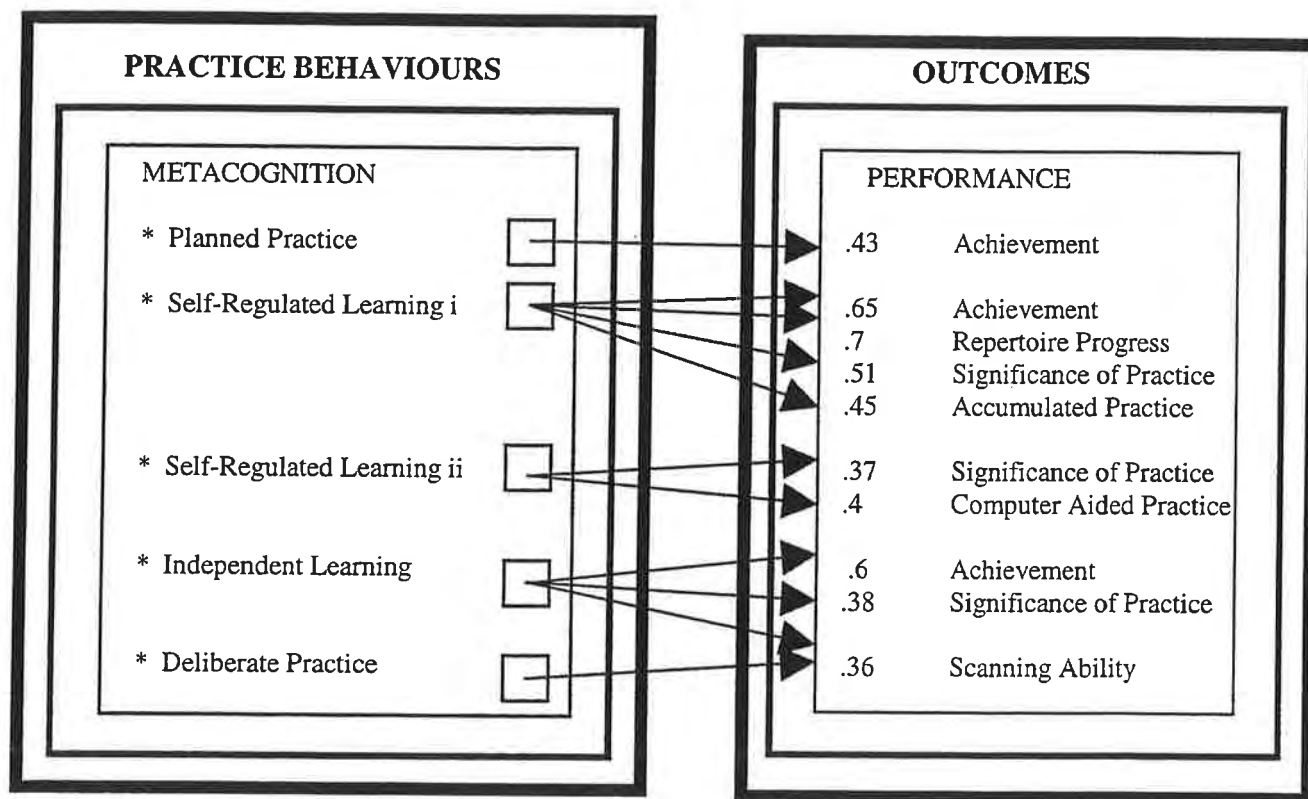 PRACTICE BEHAVIOURS
METACOGNITION
* Planned Practice
* Self-Regulated Learning i
* Self-Regulated Learning ii
* Independent Learning
* Deliberate Practice
OUTCOMES
PERFORMANCE
.43 Achievement
.65 Achievement
.7 Repertoire Progress
.51 Significance of Practice
.45 Accumulated Practice
.37 Significance of Practice
.4 Computer Aided Practice
.6 Achievement
.38 Significance of Practice
.36 Scanning Ability